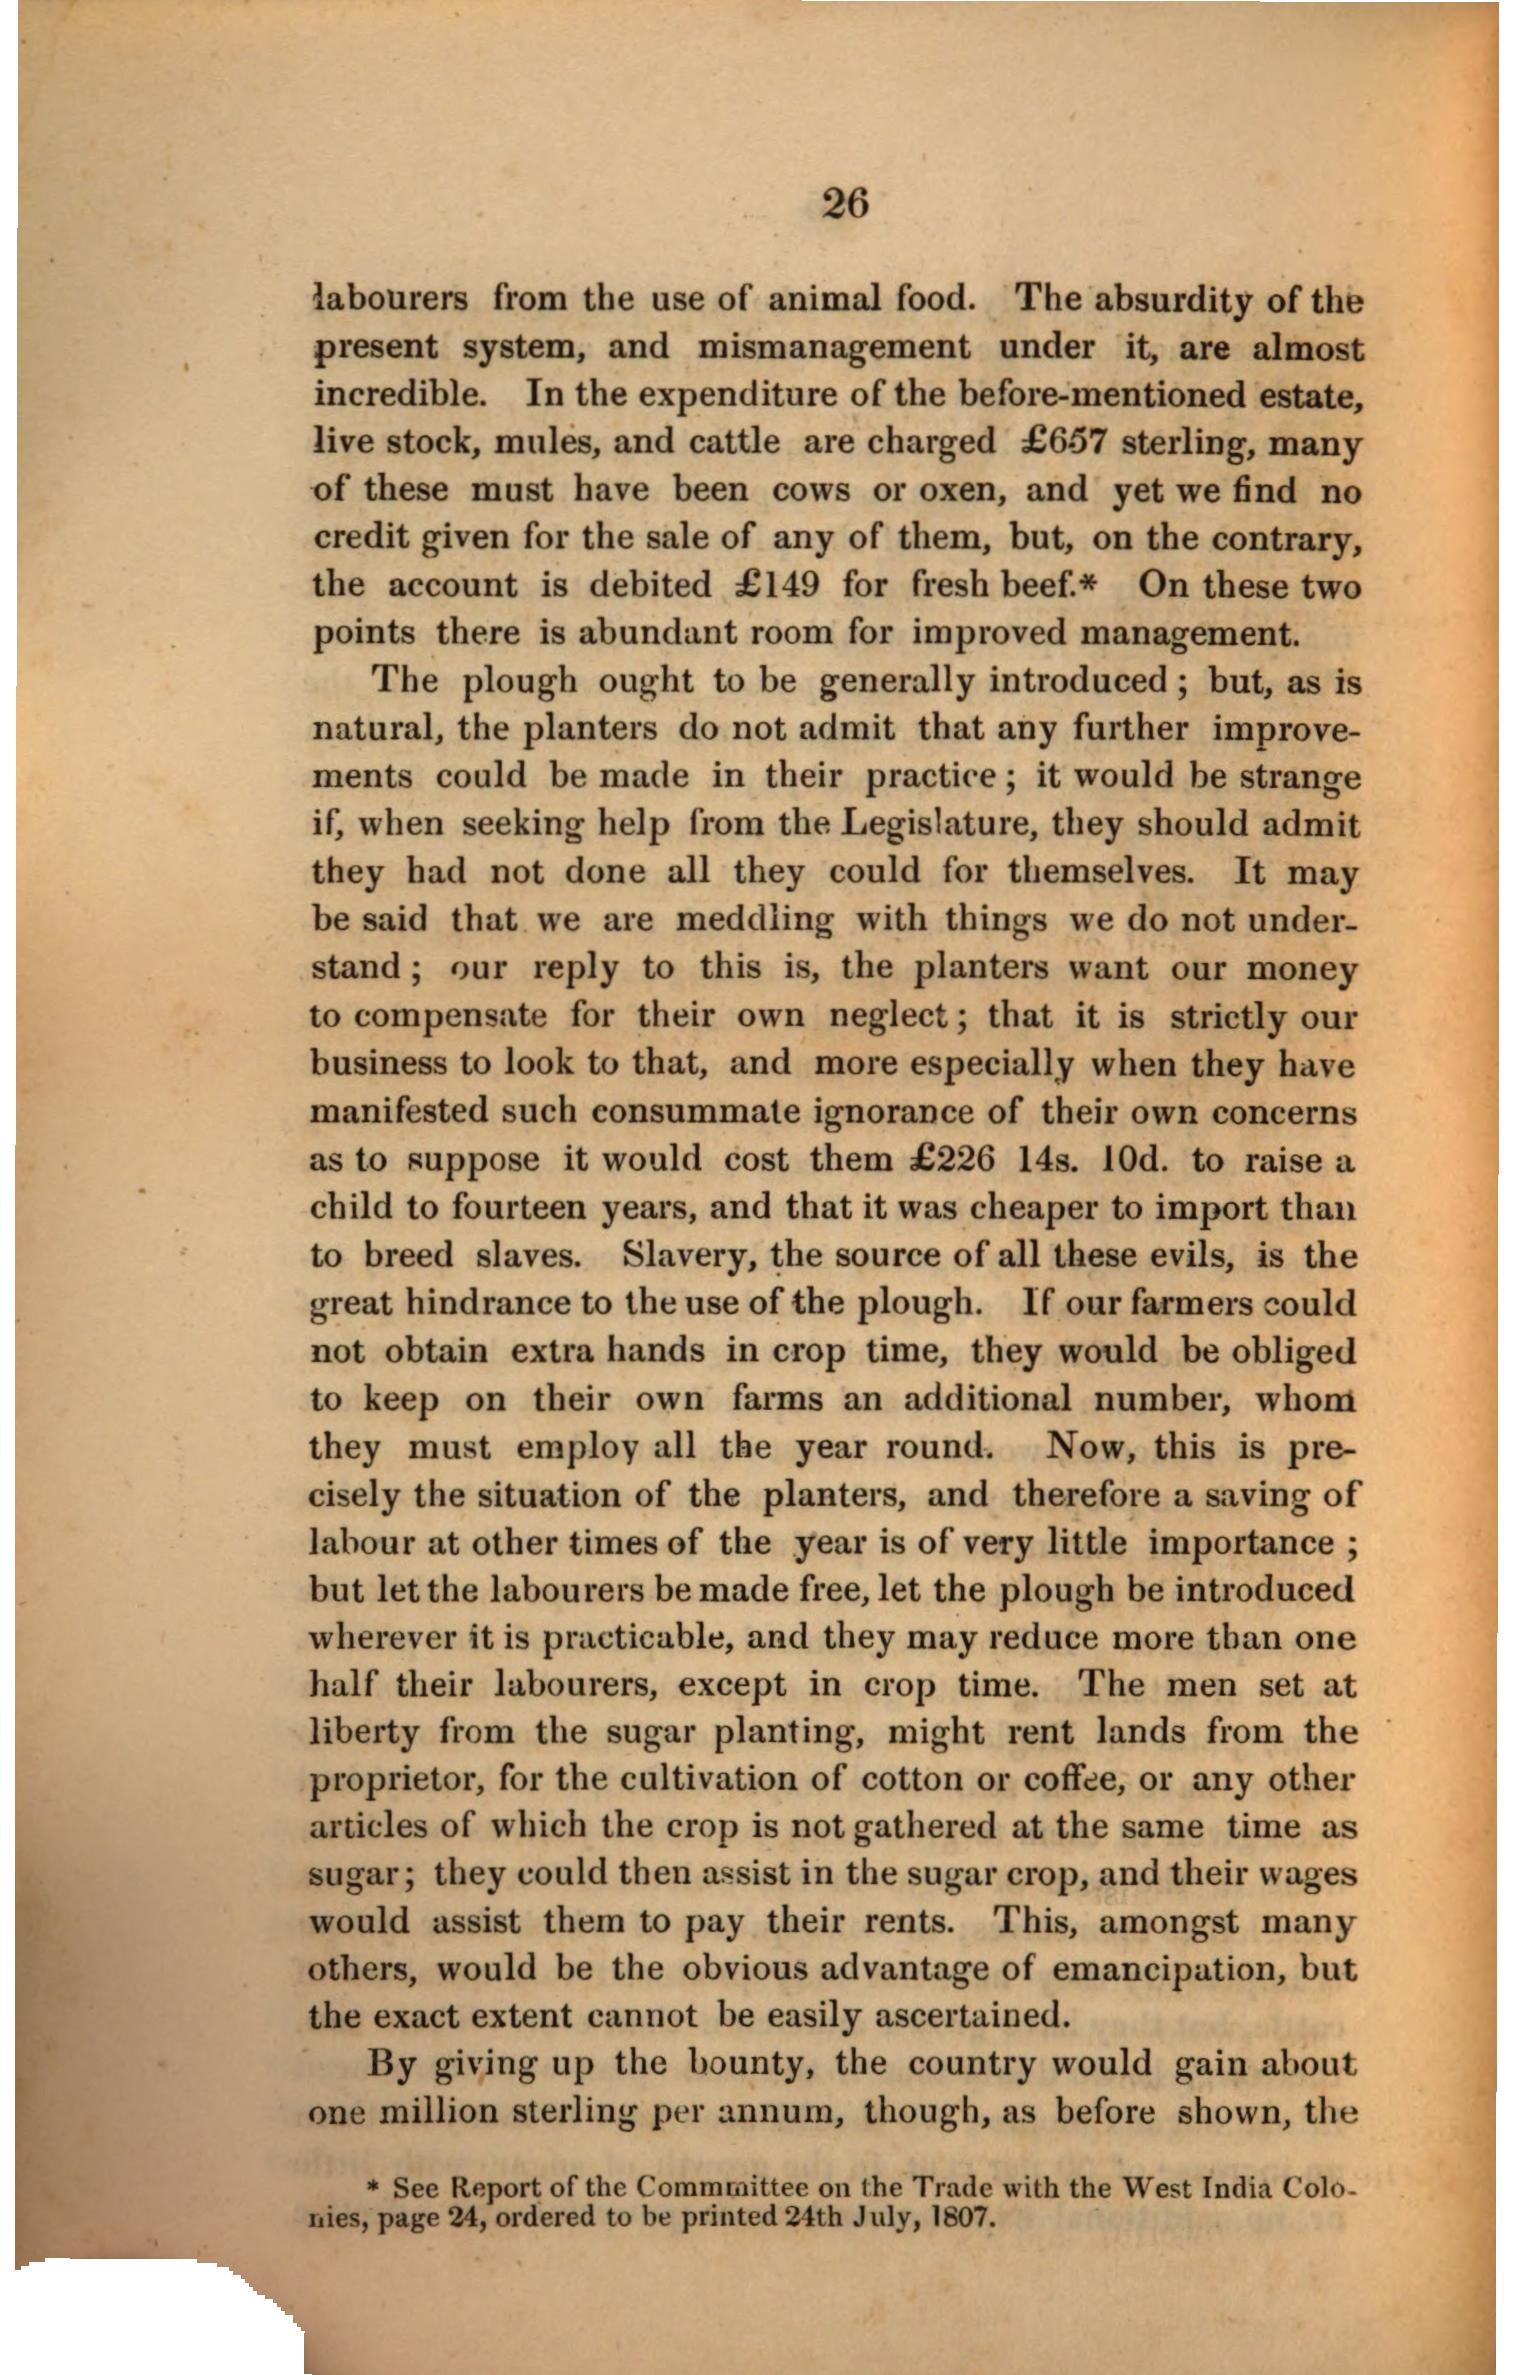 26
labourers from the use of animal food. The absurdity of the
present system, and mismanagement under it, are almost
incredible. In the expenditure of the before-mentioned estate,
live stock, mules, and cattle are charged £657 sterling, many
of these must have been cows or oxen, and yet we find no
credit given for the sale of any of them, but, on the contrary,
the account is debited £149 for fresh beef.* On these two
points there is abundant room for improved management.
The plough ought to be generally introduced ; but, as is
natural, the planters do not admit that any further improve-
ments could be made in their practice ; it would be strange
if, when seeking help from the Legislature, they should admit
they had not done all they could for themselves. It may
be said that we are meddling with things we do not under-
stand ; our reply to this is, the planters want our money
to compensate for their own neglect ; that it is strictly our
business to look to that, and more especially when they have
manifested such consummate ignorance of their own concerns
as to suppose it would cost them £226 14s. 10d. to raise a
child to fourteen years, and that it was cheaper to import than
to breed slaves. Slavery, the source of all these evils, is the
great hindrance to the use of the plough. If our farmers could
not obtain extra hands in crop time, they would be obliged
to keep on their own farms an additional number, whom
they must employ all the year round. Now, this is pre-
cisely the situation of the planters, and therefore a saving of
labour at other times of the year is of very little importance ;
but let the labourers be made free, let the plough be introduced
wherever it is practicable, and they may reduce more than one
half their labourers, except in crop time. The men set at
liberty from the sugar planting, might rent lands from the
proprietor, for the cultivation of cotton or coffee, or any other
articles of which the crop is not gathered at the same time as
sugar ; they could then assist in the sugar crop, and their wages
would assist them to pay their rents. This, amongst many
others, would be the obvious advantage of emancipation, but
the exact extent cannot be easily ascertained.
By giving up the bounty, the country would gain about
one million sterling per annum, though, as before shown, the
* See Report of the Commmittee on the Trade with the West India Colo-
nies, page 24, ordered to be printed 24th July, 1807.